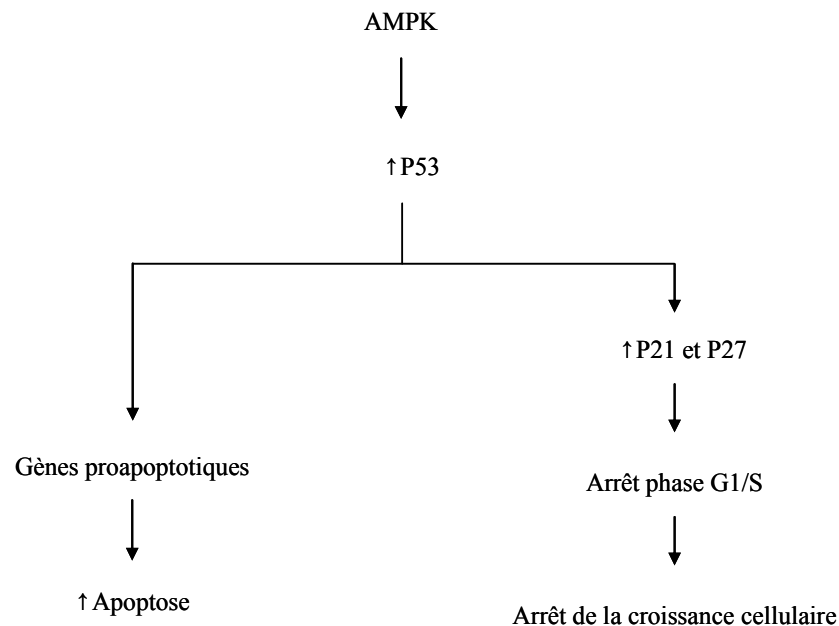 AMPK
↑P53
↑P21 et P27
Gènes proapoptotiques
Arrêt phase G1/S
↑Apoptose
Arrêt de la croissance cellulaire